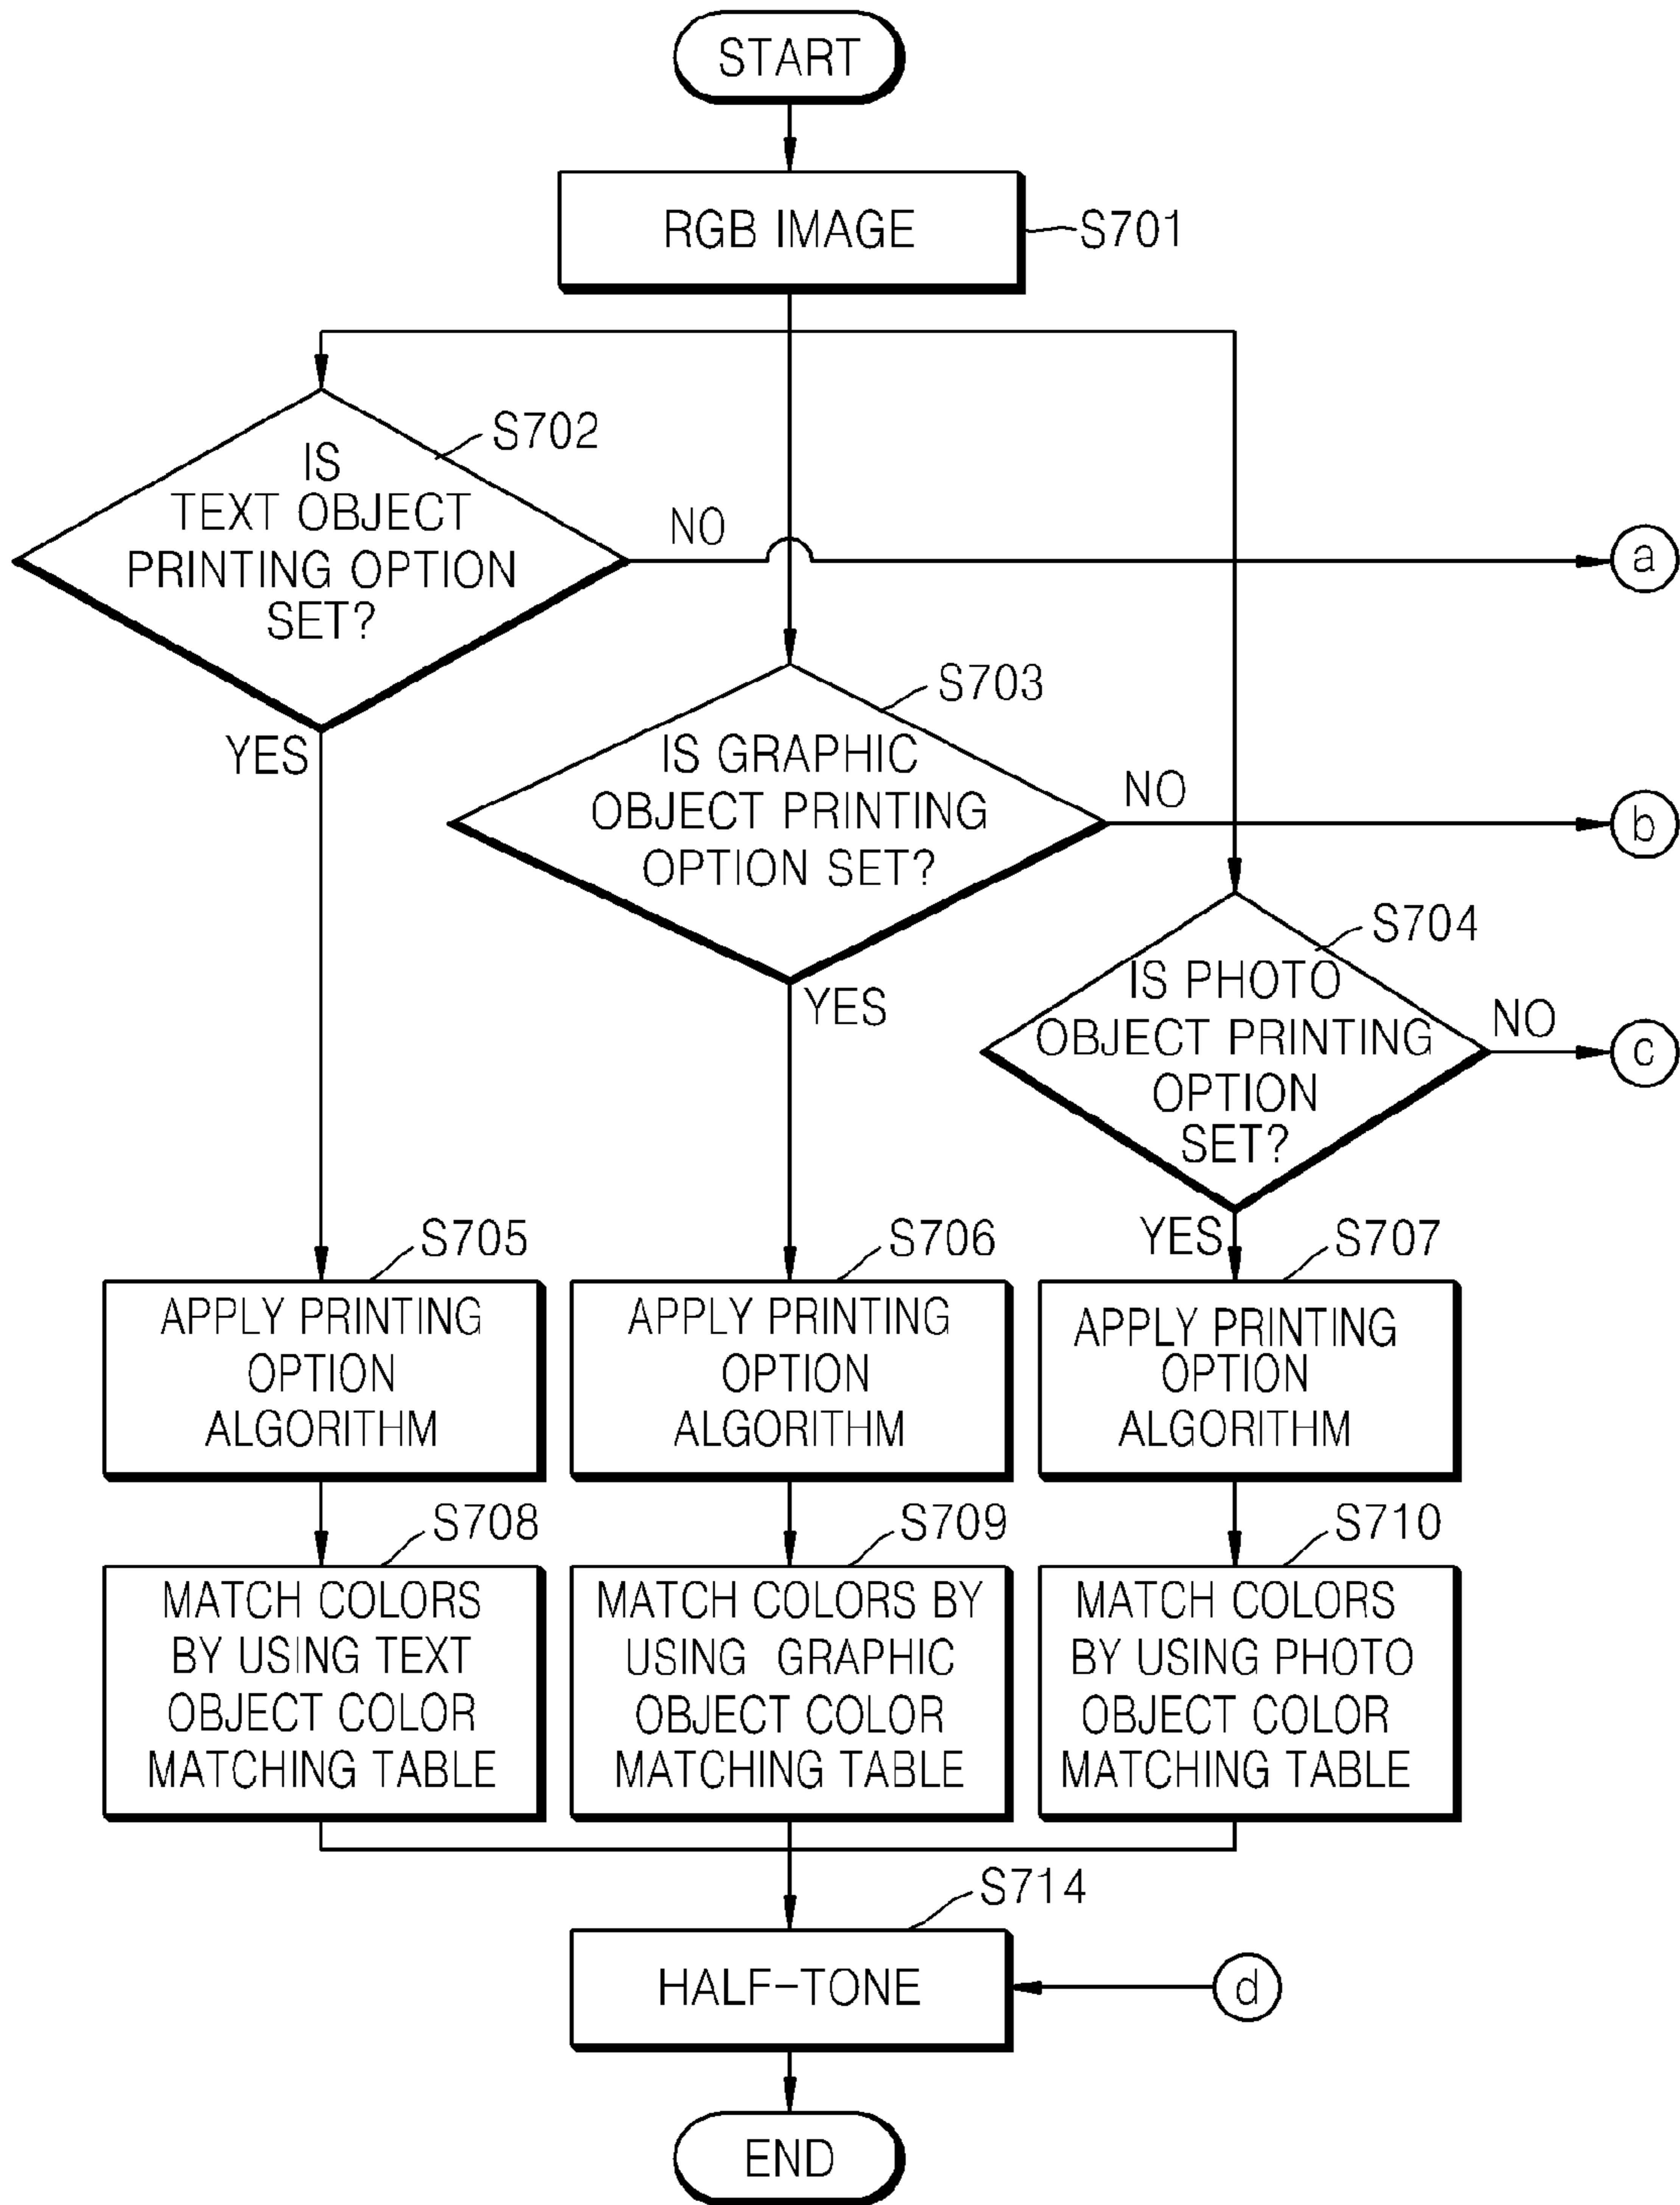 START
RGB IMAGE
S701
S702
IS
TEXT OBJECT
PRINTING OPTION
SET?
NO
a
YES
S703
IS GRAPHIC
OBJECT PRINTING
OPTION SET?
NO
b
YES
S704
IS PHOTO
OBJECT PRINTING
OPTION
SET?
NO
c
YES
S705
APPLY PRINTING
OPTION
ALGORITHM
S706
APPLY PRINTING
OPTION
ALGORITHM
S707
APPLY PRINTING
OPTION
ALGORITHM
S708
MATCH COLORS
BY USING TEXT
OBJECT COLOR
MATCHING TABLE
S709
MATCH COLORS BY
USING GRAPHIC
OBJECT COLOR
MATCHING TABLE
S710
MATCH COLORS
BY USING PHOTO
OBJECT COLOR
MATCHING TABLE
S714
HALF-TONE
d
END